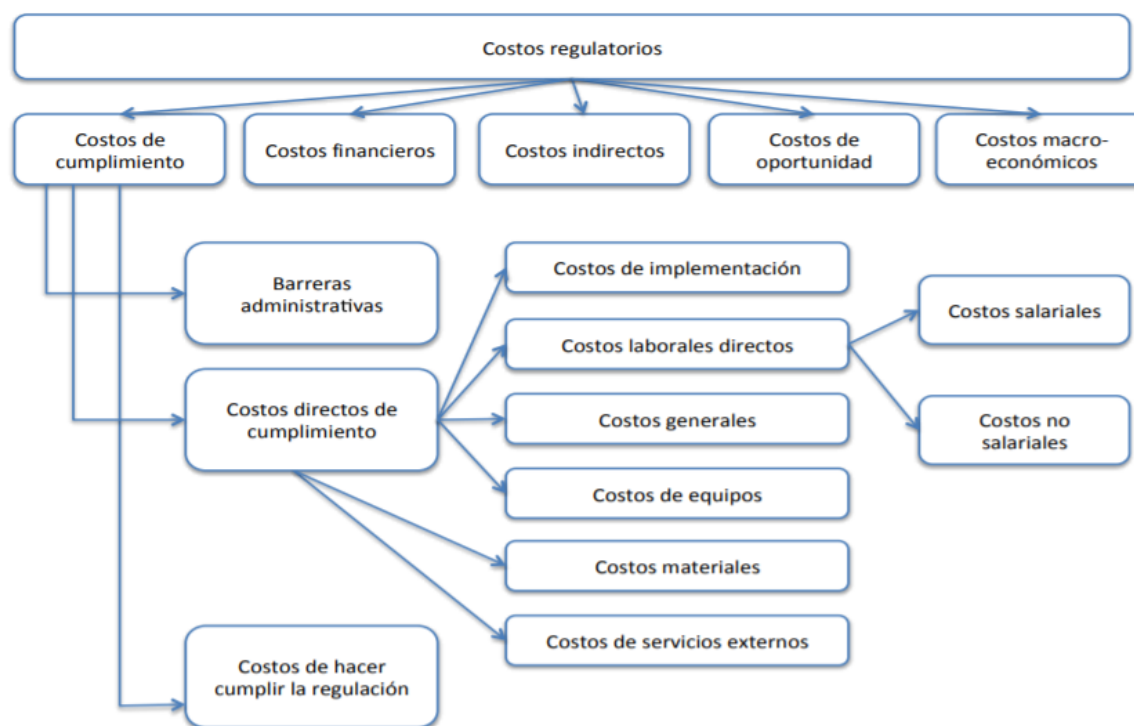 Costos regulatorios
Costos de
cumplimiento
Costos financieros
Costos indirectos
Costos de
oportunidad
Costos macro-
económicos
Barreras
administrativas
Costos directos de
cumplimiento
Costos de hacer
cumplir la regulación
Costos de implementación
Costos laborales directos
Costos generales
Costos de equipos
Costos materiales
Costos de servicios externos
Costos salariales
Costos no
salariales